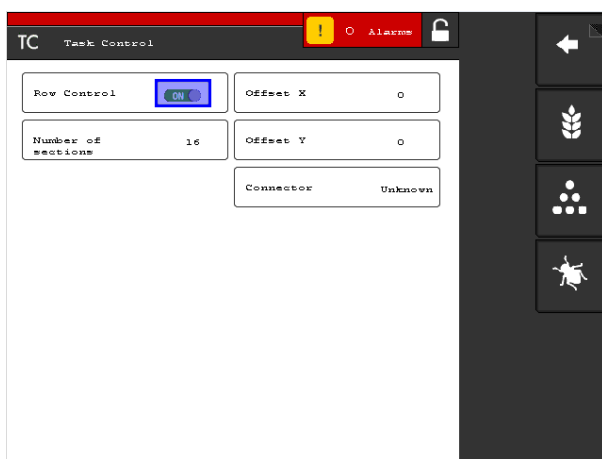 ! 0 Alarms
TC Task Control
Row Control ON
Offset X 0
Number of
sections 16
Offset Y 0
Connector Unknown